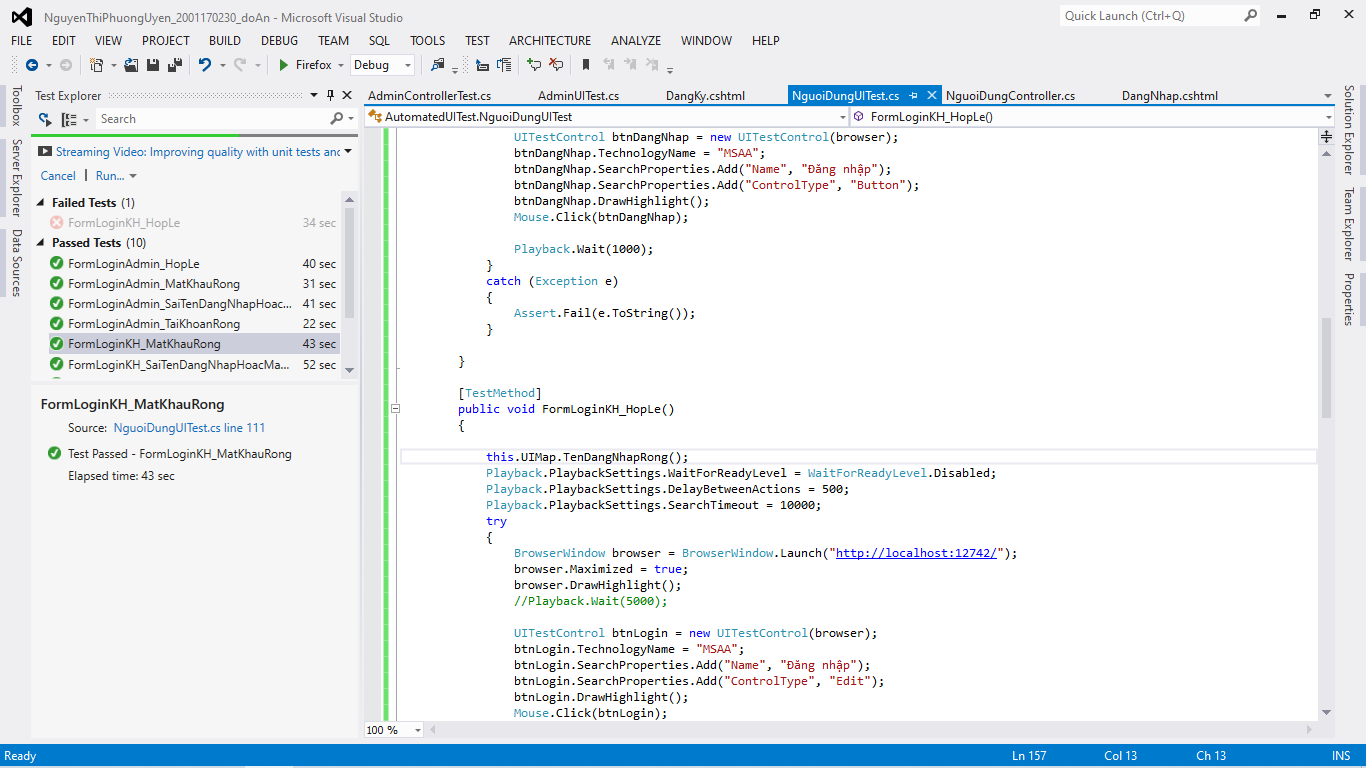 NguyenThiPhuongUyen_2001170230_doAn - Microsoft Visual Studio
Quick Launch (Ctrl+Q)
FILE EDIT VIEW PROJECT BUILD DEBUG TEAM SQL TOOLS TEST ARCHITECTURE ANALYZE WINDOW HELP
Firefox Debug
Toolbox
Server Explorer
Data Sources
Test Explorer
Search
Streaming Video: Improving quality with unit tests and
Cancel Run...
Failed Tests (1)
FormLoginKH_HopLe 34 sec
Passed Tests (10)
FormLoginAdmin_HopLe 40 sec
FormLoginAdmin_MatKhauRong 31 sec
FormLoginAdmin_SaiTenDangNhapHoac... 41 sec
FormLoginAdmin_TaiKhoanRong 22 sec
FormLoginKH_MatKhauRong 43 sec
FormLoginKH_SaiTenDangNhapHoacMa... 52 sec
FormLoginKH_MatKhauRong
Source: NguoiDungUITest.cs line 111
Test Passed - FormLoginKH_MatKhauRong
Elapsed time: 43 sec
AdminControllerTest.cs AdminUITest.cs DangKy.cshtml NguoiDungUITest.cs NguoiDungController.cs DangNhap.cshtml
AutomatedUITest.NguoiDungUITest FormLoginKH_HopLe()
UITestControl btnDangNhap = new UITestControl(browser);
btnDangNhap.TechnologyName = "MSAA";
btnDangNhap.SearchProperties.Add("Name", "Đăng nhập");
btnDangNhap.SearchProperties.Add("ControlType", "Button");
btnDangNhap.DrawHighlight();
Mouse.Click(btnDangNhap);
Playback.Wait(1000);
}
catch (Exception e)
{
Assert.Fail(e.ToString());
}
}
[TestMethod]
public void FormLoginKH_HopLe()
{
this.UIMap.TenDangNhapRong();
Playback.PlaybackSettings.WaitForReadyLevel = WaitForReadyLevel.Disabled;
Playback.PlaybackSettings.DelayBetweenActions = 500;
Playback.PlaybackSettings.SearchTimeout = 10000;
try
{
BrowserWindow browser = BrowserWindow.Launch("http://localhost:12742/");
browser.Maximized = true;
browser.DrawHighlight();
//Playback.Wait(5000);
UITestControl btnLogin = new UITestControl(browser);
btnLogin.TechnologyName = "MSAA";
btnLogin.SearchProperties.Add("Name", "Đăng nhập");
btnLogin.SearchProperties.Add("ControlType", "Edit");
btnLogin.DrawHighlight();
Mouse.Click(btnLogin);
100 %
Solution Explorer
Team Explorer
Properties
Ready Ln 157 Col 13 Ch 13 INS